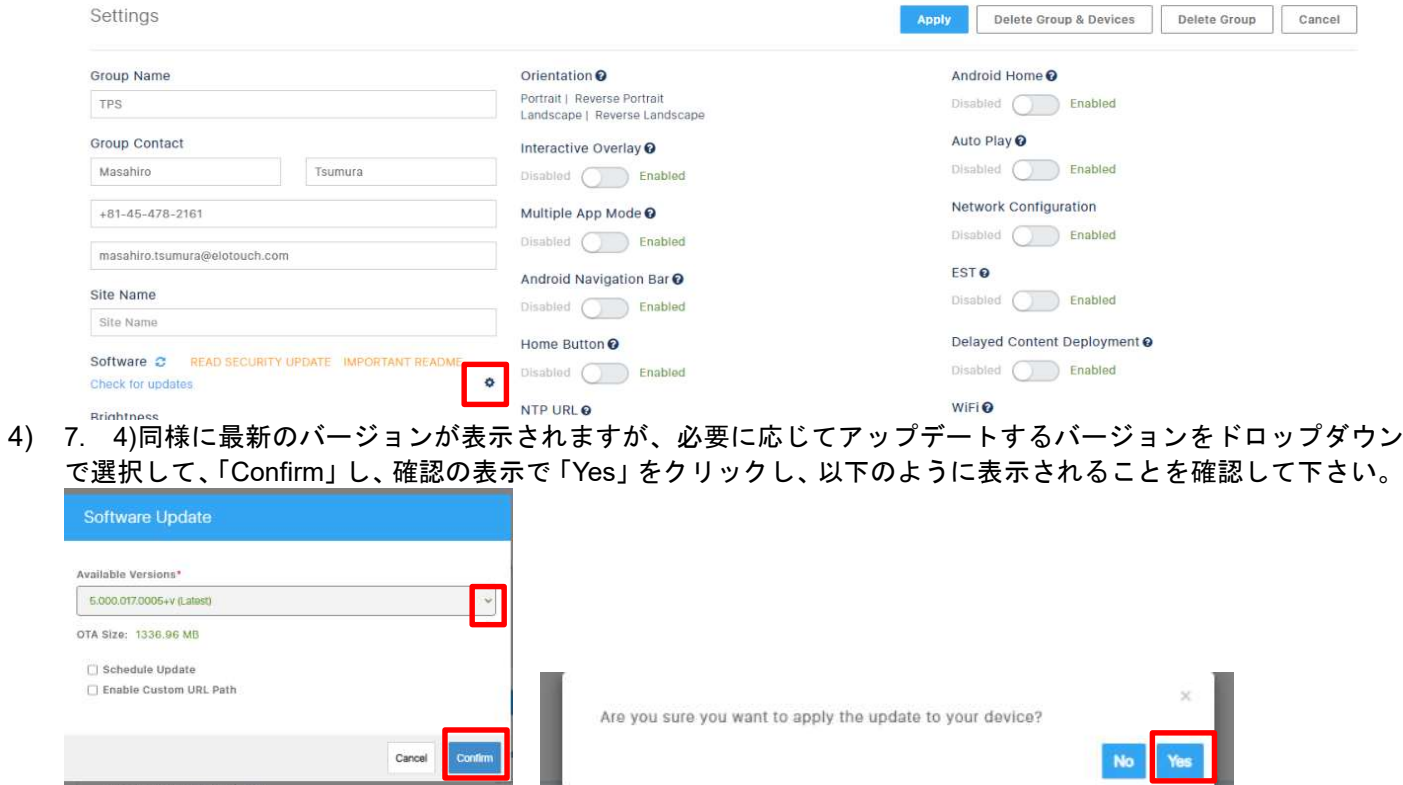 Settings
Apply
Delete Group & Devices
Delete Group
Cancel
Group Name
TPS
Group Contact
Masahiro
Tsumura
+81-45-478-2161
masahiro.tsumura@elotouch.com
Site Name
Site Name
Software READ SECURITY UPDATE IMPORTANT README
Check for updates
Brightness
Orientation
Portrait | Reverse Portrait
Landscape | Reverse Landscape
Interactive Overlay
Disabled Enabled
Multiple App Mode
Disabled Enabled
Android Navigation Bar
Disabled Enabled
Home Button
Disabled Enabled
NTP URL
Android Home
Disabled Enabled
Auto Play
Disabled Enabled
Network Configuration
Disabled Enabled
EST
Disabled Enabled
Delayed Content Deployment
Disabled Enabled
WiFi
4) 7. 4)同様に最新のバージョンが表示されますが、必要に応じてアップデートするバージョンをドロップダウン
で選択して、「Confirm」し、確認の表示で「Yes」をクリックし、以下のように表示されることを確認して下さい。
Software Update
Available Versions*
5.000.017.0005+v (Latest)
OTA Size: 1336.96 MB
Schedule Update
Enable Custom URL Path
Cancel
Confirm
Are you sure you want to apply the update to your device?
No
Yes